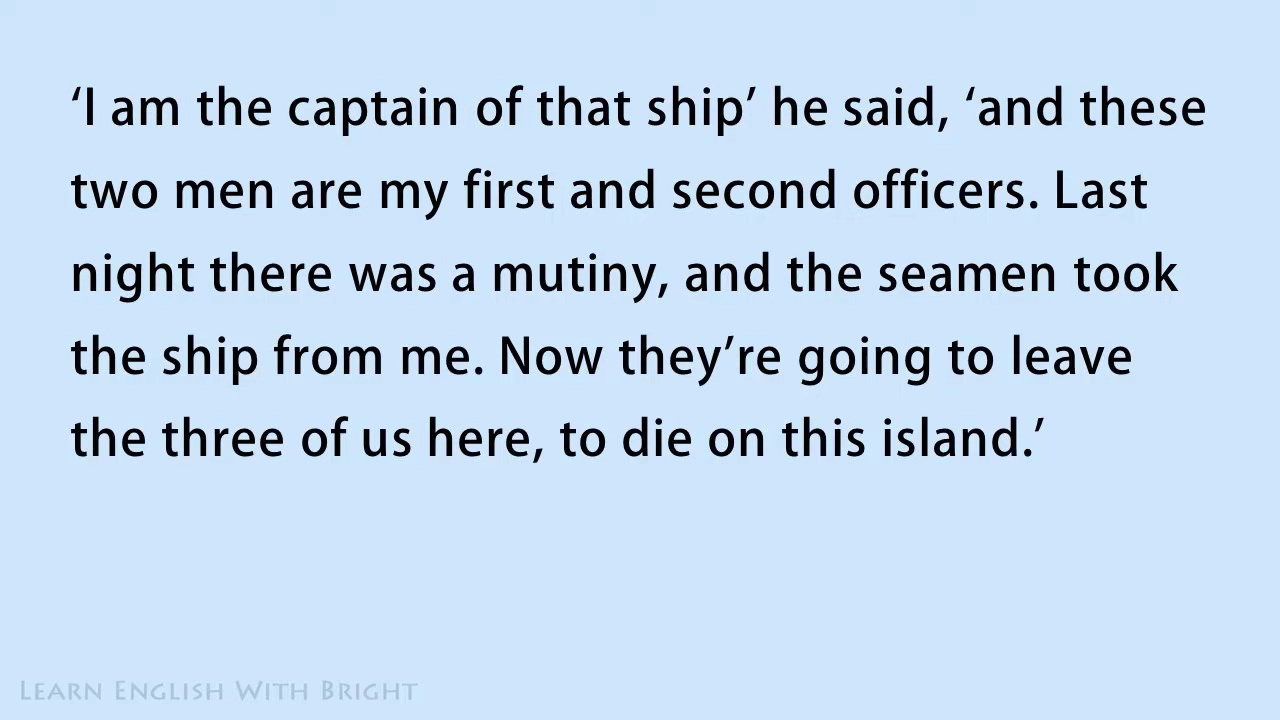 ‘I am the captain of that ship’ he said, ‘and these
two men are my first and second officers. Last
night there was a mutiny, and the seamen took
the ship from me. Now they’re going to leave
the three of us here, to die on this island.’
Learn English With Bright